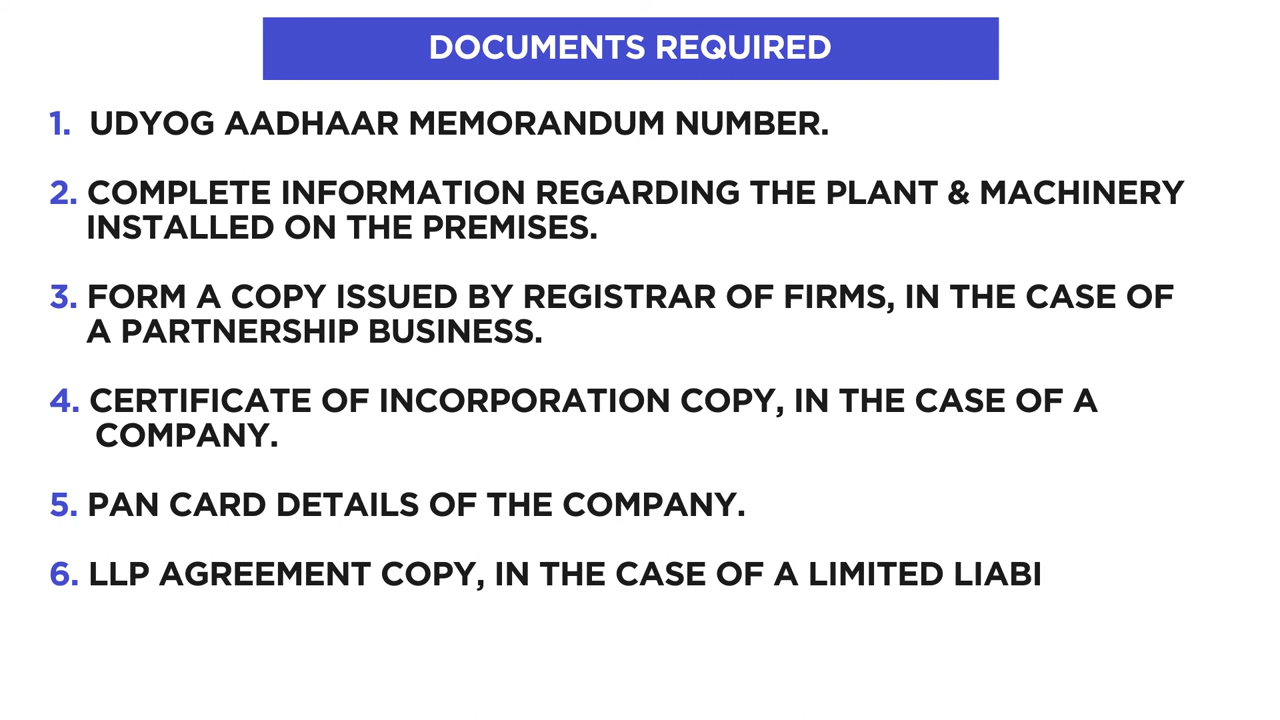 DOCUMENTS REQUIRED
1. UDYOG AADHAAR MEMORANDUM NUMBER.
2. COMPLETE INFORMATION REGARDING THE PLANT & MACHINERY
INSTALLED ON THE PREMISES.
3. FORM A COPY ISSUED BY REGISTRAR OF FIRMS, IN THE CASE OF
A PARTNERSHIP BUSINESS.
4. CERTIFICATE OF INCORPORATION COPY, IN THE CASE OF A
COMPANY.
5. PAN CARD DETAILS OF THE COMPANY.
6. LLP AGREEMENT COPY, IN THE CASE OF A LIMITED LIABI